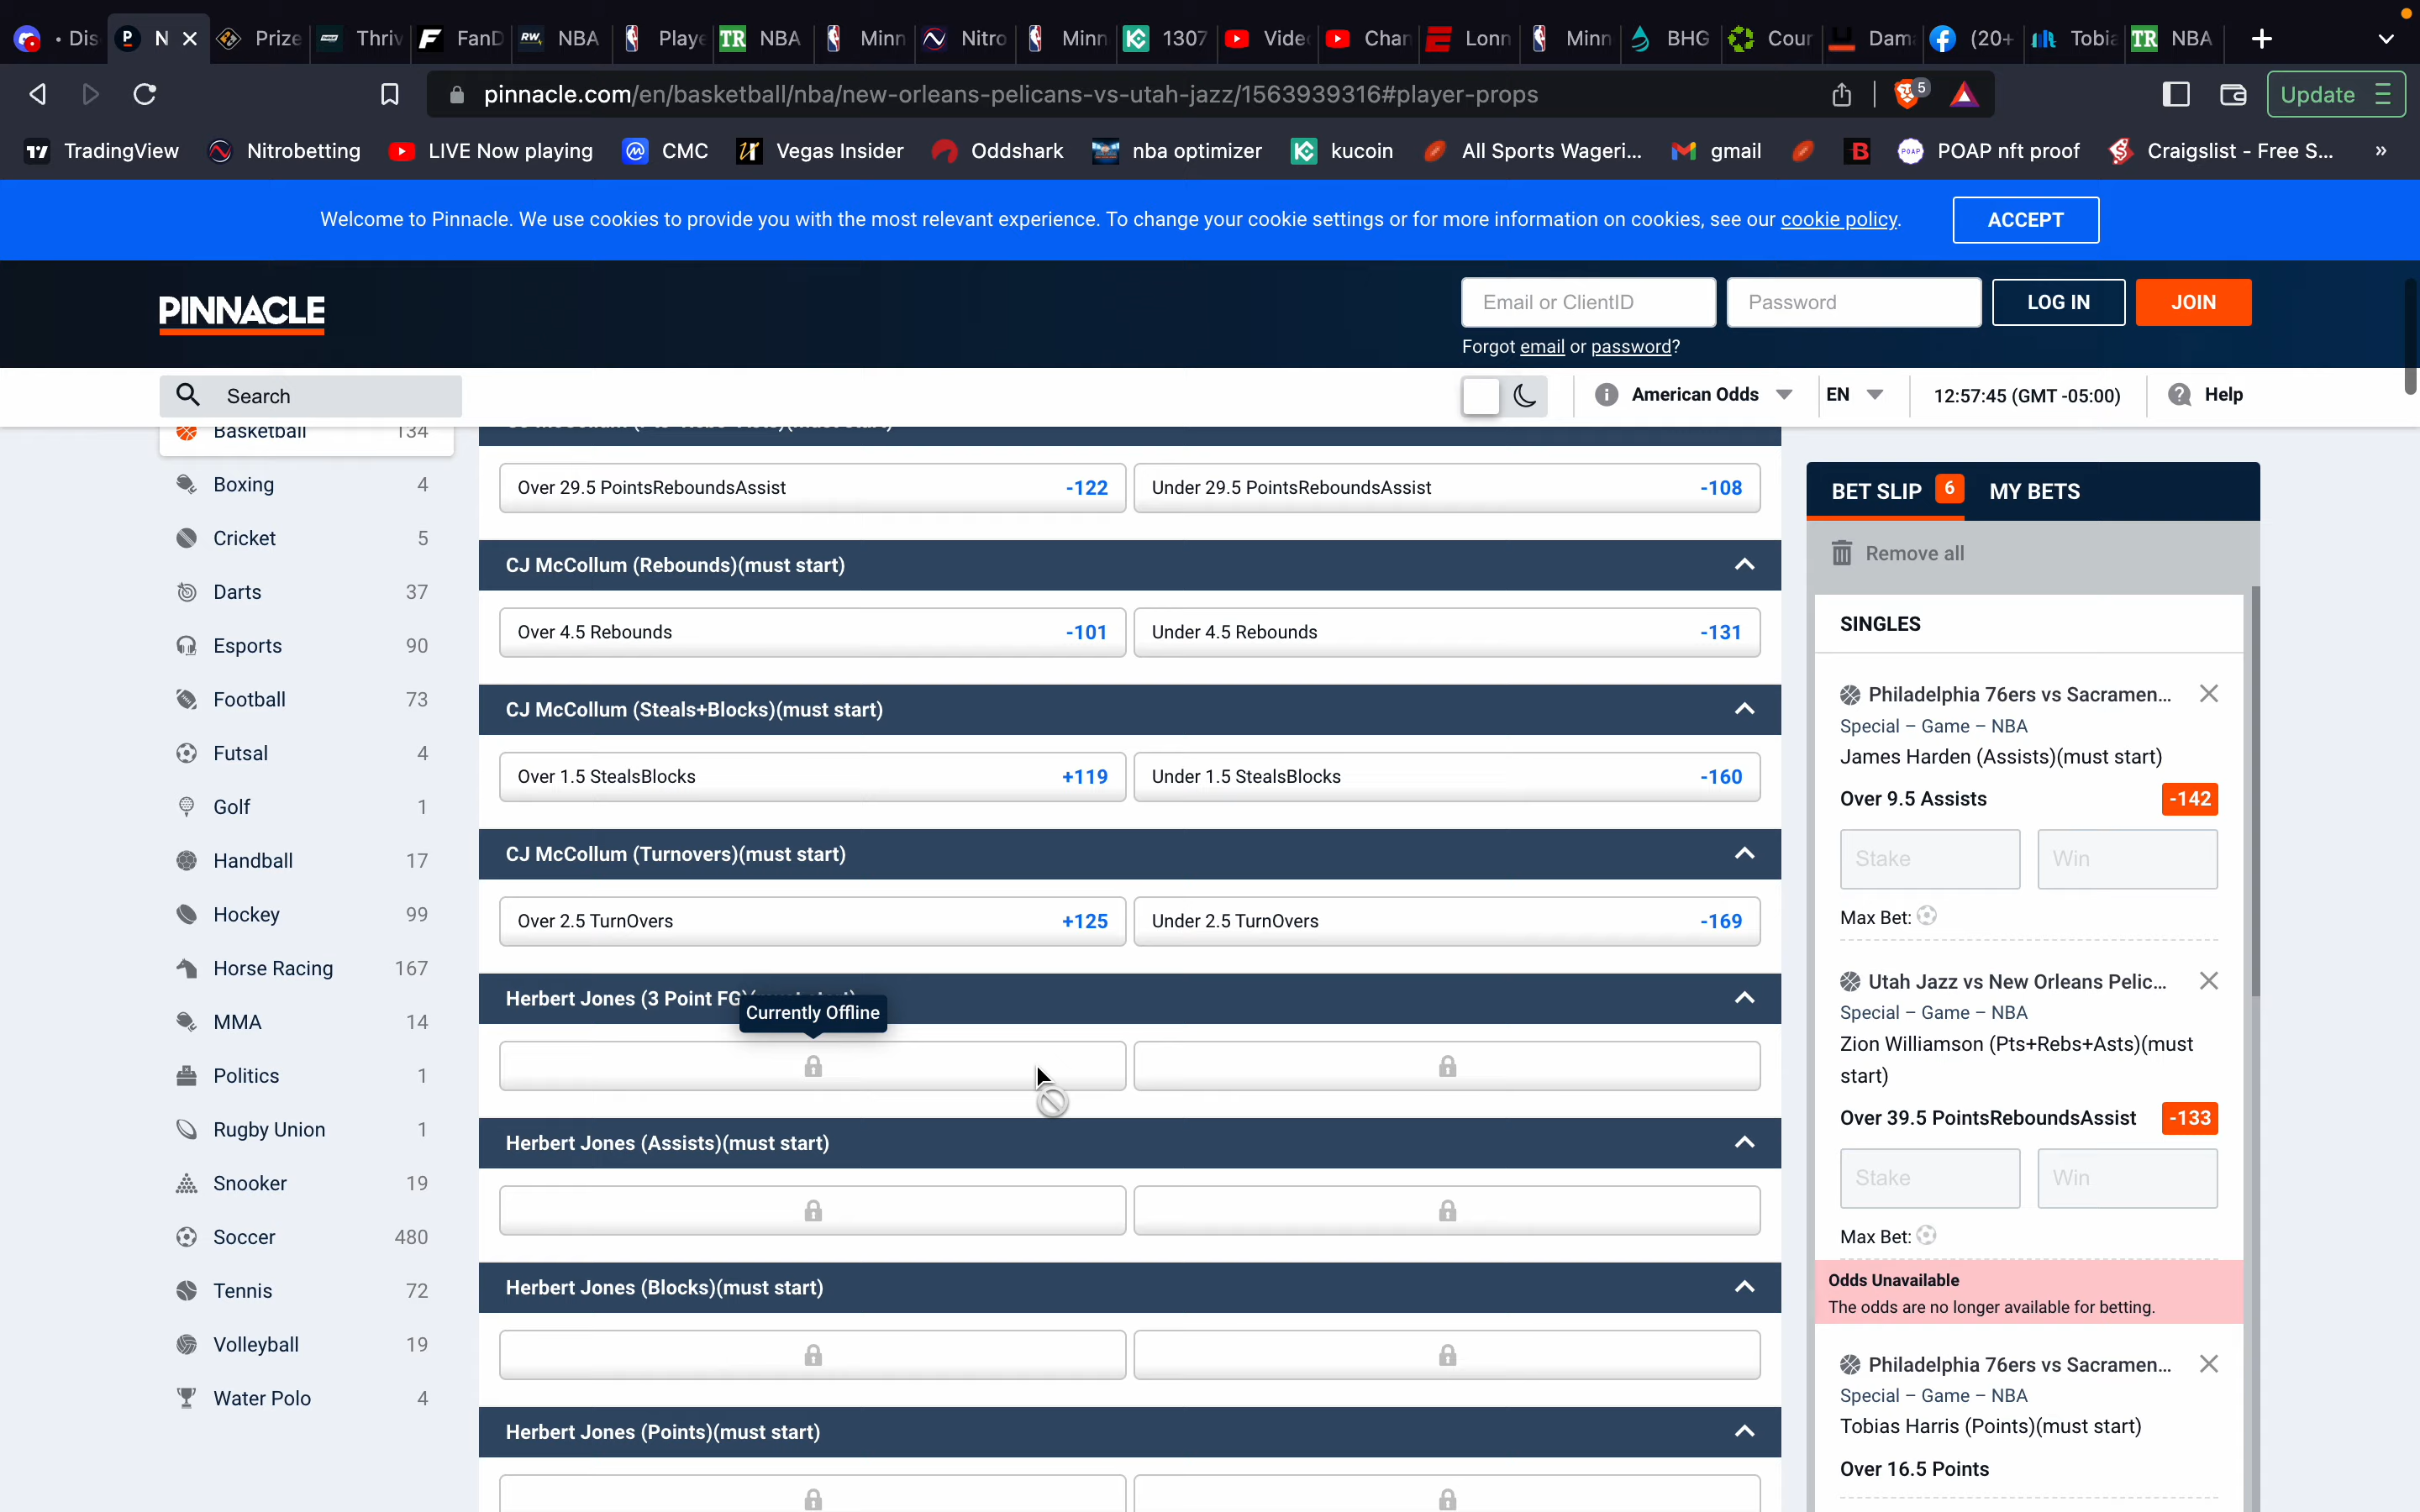 • Dis
N
Prize
Thriv
FanD
RW. NBA
Playe
TR NBA
Minn
Nitro
Minn
1307
Vide
Chan
Lonn
Minn
BHG
Cour
Dam
(20+
Tobia
TR NBA
pinnacle.com/en/basketball/nba/new-orleans-pelicans-vs-utah-jazz/1563939316#player-props
5
Update
TradingView
Nitrobetting
LIVE Now playing
CMC
Vegas Insider
Oddshark
nba optimizer
kucoin
All Sports Wageri...
gmail
B
POAP nft proof
Craigslist - Free S...
»
Welcome to Pinnacle. We use cookies to provide you with the most relevant experience. To change your cookie settings or for more information on cookies, see our cookie policy.
ACCEPT
PINNACLE
Email or ClientID
Password
LOG IN
JOIN
Forgot email or password?
Search
American Odds
EN
12:57:45 (GMT -05:00)
Help
Basketball 134
Boxing 4
Cricket 5
Darts 37
Esports 90
Football 73
Futsal 4
Golf 1
Handball 17
Hockey 99
Horse Racing 167
MMA 14
Politics 1
Rugby Union 1
Snooker 19
Soccer 480
Tennis 72
Volleyball 19
Water Polo 4
Over 29.5 PointsReboundsAssist -122
Under 29.5 PointsReboundsAssist -108
CJ McCollum (Rebounds)(must start)
Over 4.5 Rebounds -101
Under 4.5 Rebounds -131
CJ McCollum (Steals+Blocks)(must start)
Over 1.5 StealsBlocks +119
Under 1.5 StealsBlocks -160
CJ McCollum (Turnovers)(must start)
Over 2.5 TurnOvers +125
Under 2.5 TurnOvers -169
Herbert Jones (3 Point FG)
Currently Offline
Herbert Jones (Assists)(must start)
Herbert Jones (Blocks)(must start)
Herbert Jones (Points)(must start)
BET SLIP 6
MY BETS
Remove all
SINGLES
Philadelphia 76ers vs Sacramen...
Special – Game – NBA
James Harden (Assists)(must start)
Over 9.5 Assists -142
Stake
Win
Max Bet:
Utah Jazz vs New Orleans Pelic...
Special – Game – NBA
Zion Williamson (Pts+Rebs+Asts)(must
start)
Over 39.5 PointsReboundsAssist -133
Stake
Win
Max Bet:
Odds Unavailable
The odds are no longer available for betting.
Philadelphia 76ers vs Sacramen...
Special – Game – NBA
Tobias Harris (Points)(must start)
Over 16.5 Points